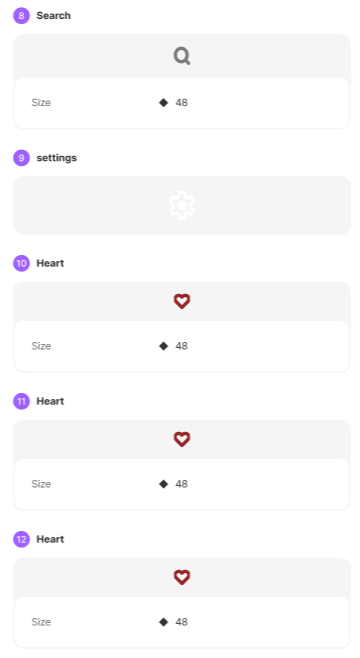 8 Search
Size ◆ 48
9 settings
10 Heart
Size ◆ 48
11 Heart
Size ◆ 48
12 Heart
Size ◆ 48